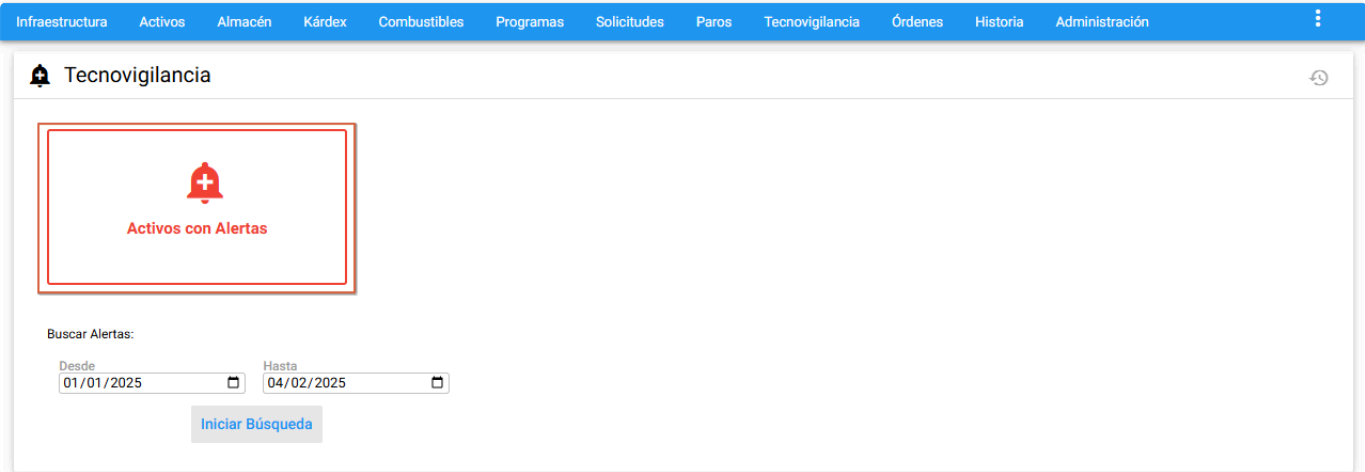 Infraestructura Activos Almacén Kárdex Combustibles Programas Solicitudes Paros Tecnovigilancia Órdenes Historia Administración
Tecnovigilancia
Activos con Alertas
Buscar Alertas:
Desde Hasta
01/01/2025 04/02/2025
Iniciar Búsqueda